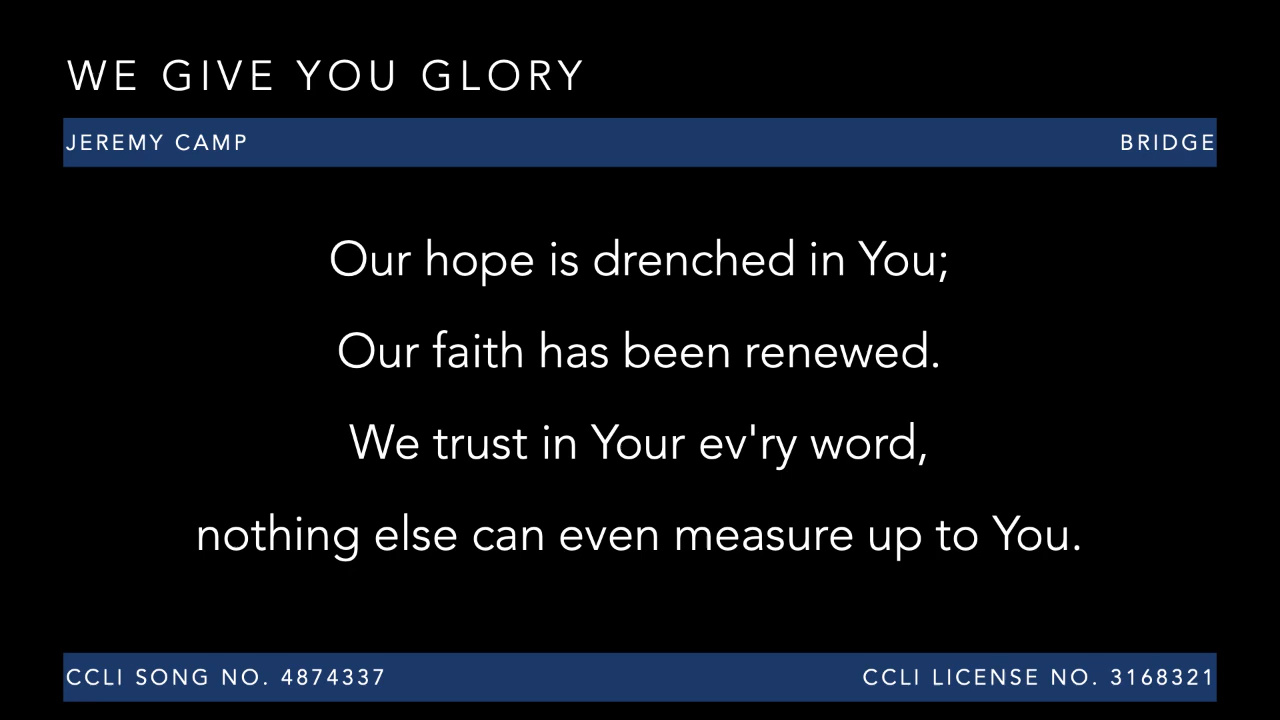 WE GIVE YOU GLORY
JEREMY CAMP
BRIDGE
Our hope is drenched in You;
Our faith has been renewed.
We trust in Your ev'ry word,
nothing else can even measure up to You.
CCLI SONG NO. 4874337
CCLI LICENSE NO. 3168321